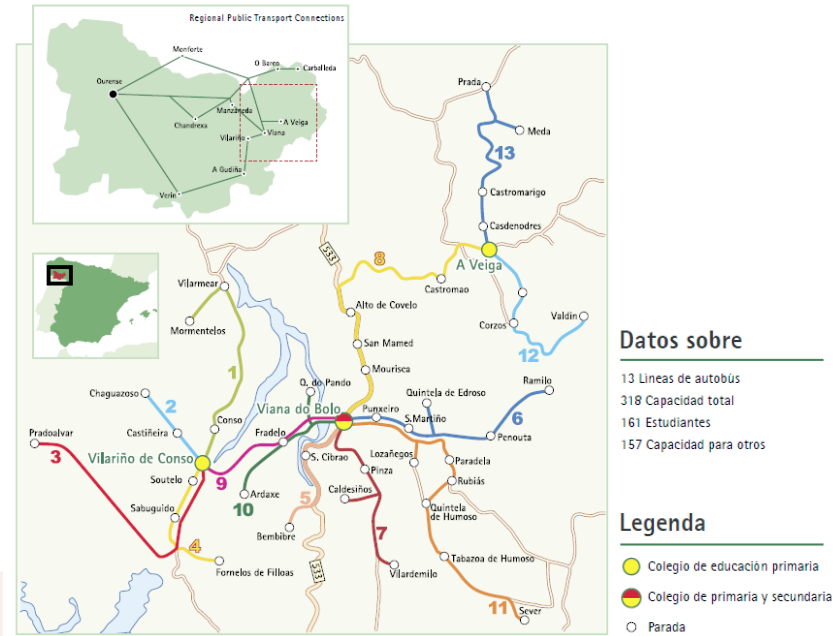 Regional Public Transport Connections
Monforte
O Barco
Carballeda
Ourense
Manzaneda
A Veiga
Chandrexa
Viana
Vilariño
A Gudiña
Verin
Prada
Meda
13
Castromarigo
Casdenodres
533
8
A Veiga
Castromao
Vilarmear
Alto de Covelo
Valdin
Corzos
Mormentelos
12
San Mamed
1
Mourisca
Q. do Pando
Ramilo
Chaguazoso
Quintela de Edroso
2
Viana do Bolo
Punxeiro
6
Conso
S.Martiño
Castiñeira
Fradelo
Penouta
Pradoalvar
Vilariño de Conso
S. Cibrao
Lozañegos
Paradela
3
9
Pinza
Rubiás
Soutelo
Ardaxe
5
Caldesiños
10
Sabuguido
Quintela
de Humoso
Bembibre
7
4
Tabazoa de Humoso
Fornelos de Filloas
533
Vilardemilo
11
Sever
Datos sobre
13 Lineas de autobús
318 Capacidad total
161 Estudiantes
157 Capacidad para otros
Legenda
Colegio de educación primaria
Colegio de primaria y secundaria
Parada